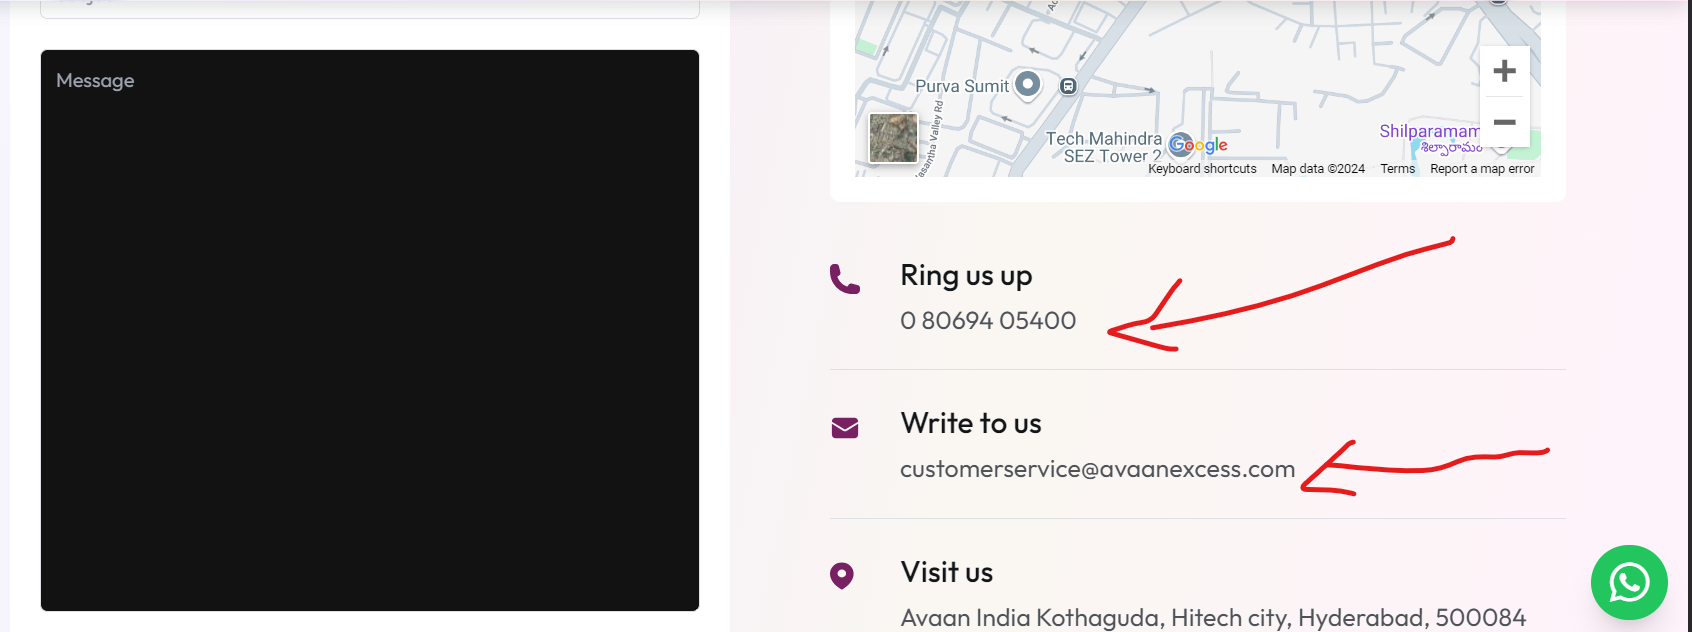 Message
Purva Sumit
Vasantha Valley Rd
Tech Mahindra
SEZ Tower 2
Google
Shilparamam
శిల్పారామం
Keyboard shortcuts Map data ©2024 Terms Report a map error
Ring us up
0 80694 05400
Write to us
customerservice@avaanexcess.com
Visit us
Avaan India Kothaguda, Hitech city, Hyderabad, 500084